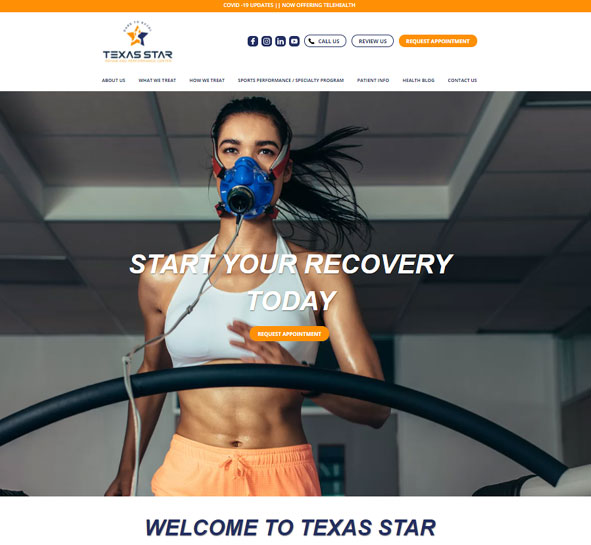 COVID -19 UPDATES || NOW OFFERING TELEHEALTH
TEXAS STAR
CALL US
REVIEW US
REQUEST APPOINTMENT
ABOUT US
WHAT WE TREAT
HOW WE TREAT
SPORTS PERFORMANCE / SPECIALTY PROGRAM
PATIENT INFO
HEALTH BLOG
CONTACT US
START YOUR RECOVERY
TODAY
REQUEST APPOINTMENT
WELCOME TO TEXAS STAR